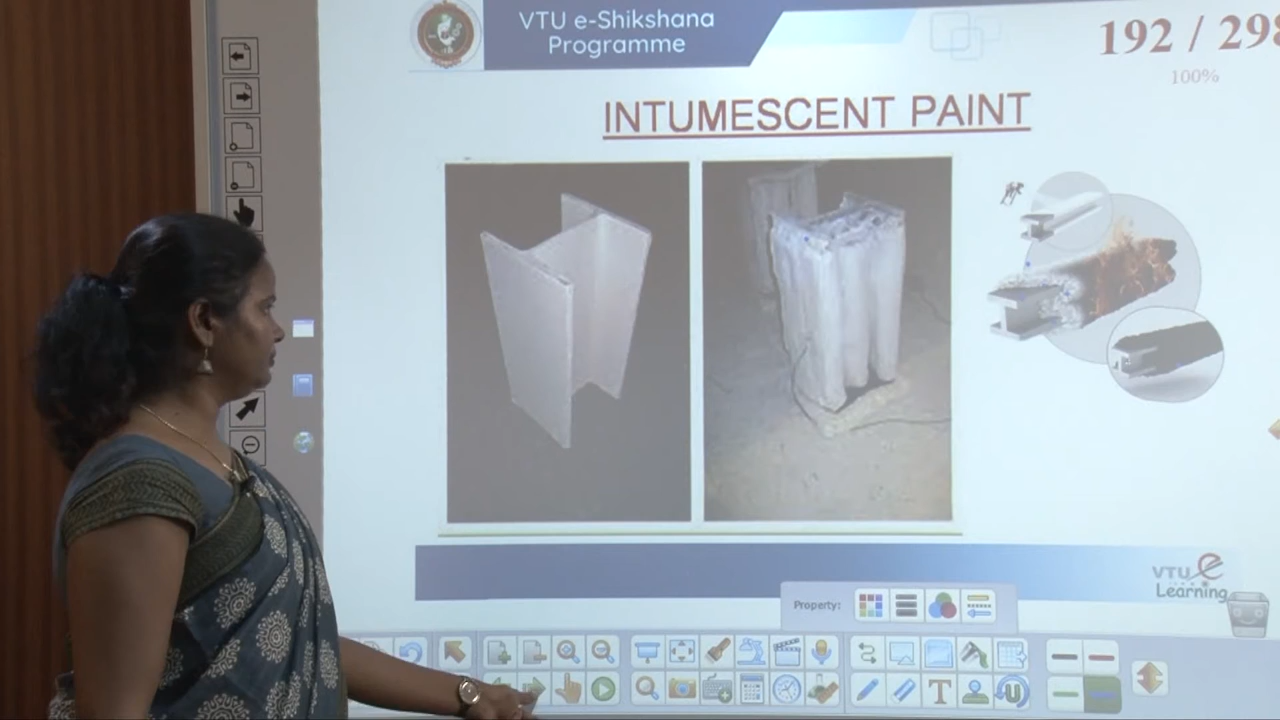 VTU e-Shikshana
Programme
192 / 298
100%
INTUMESCENT PAINT
VTU e
Learning
Property:
T